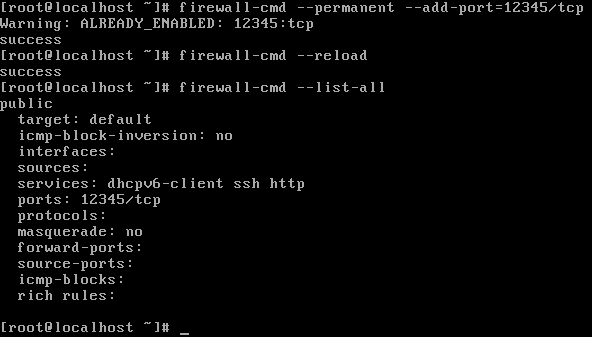 [root@localhost ~]# firewall-cmd --permanent --add-port=12345/tcp
Warning: ALREADY_ENABLED: 12345:tcp
success
[root@localhost ~]# firewall-cmd --reload
success
[root@localhost ~]# firewall-cmd --list-all
public
  target: default
  icmp-block-inversion: no
  interfaces:
  sources:
  services: dhcpv6-client ssh http
  ports: 12345/tcp
  protocols:
  masquerade: no
  forward-ports:
  source-ports:
  icmp-blocks:
  rich rules:
[root@localhost ~]# _